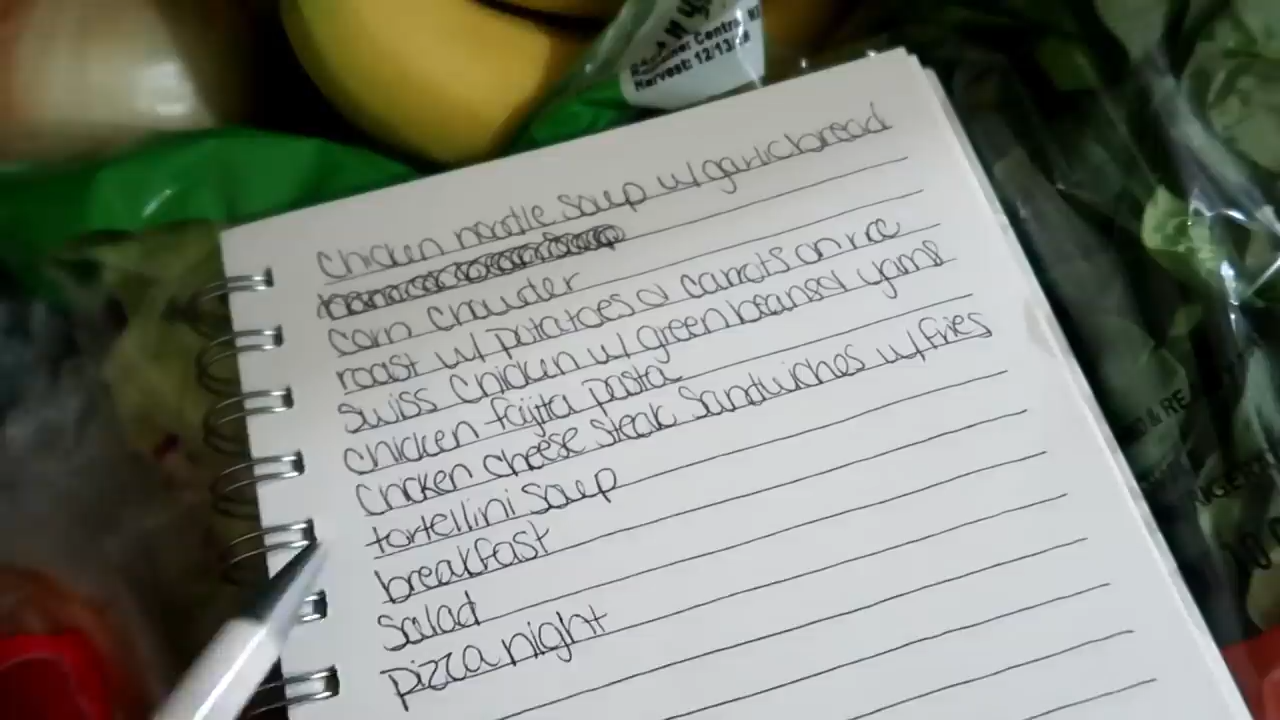 Harvest: 12/13/
chicken noodle soup w/ garlic bread
corn chowder
roast w/ potatoes & carrots on rice
swiss chicken w/ green beans & yams
chicken fajita pasta
chicken cheese steak sandwiches w/ fries
tortellini soup
breakfast
salad
pizza night